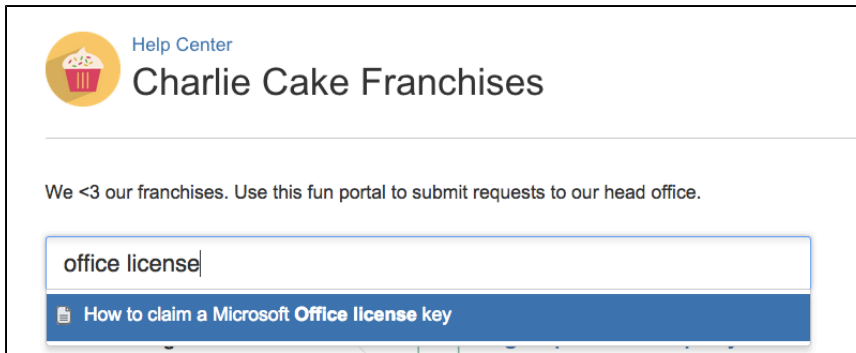 Help Center
Charlie Cake Franchises
We <3 our franchises. Use this fun portal to submit requests to our head office.
office license
How to claim a Microsoft Office license key